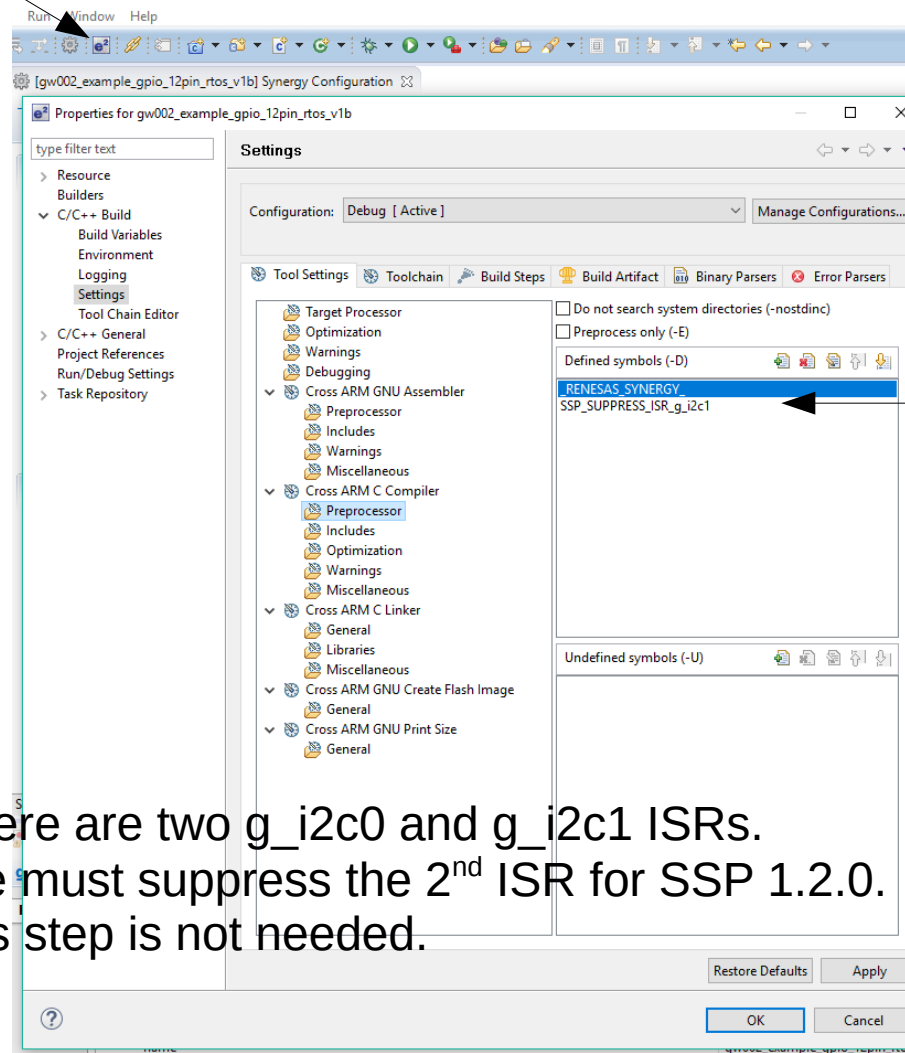 Run Window Help
[gw002_example_gpio_12pin_rtos_v1b] Synergy Configuration
Properties for gw002_example_gpio_12pin_rtos_v1b
type filter text
Settings
Resource
Builders
C/C++ Build
Build Variables
Environment
Logging
Settings
Tool Chain Editor
C/C++ General
Project References
Run/Debug Settings
Task Repository
Configuration: Debug [ Active ]
Manage Configurations...
Tool Settings Toolchain Build Steps Build Artifact Binary Parsers Error Parsers
Target Processor
Optimization
Warnings
Debugging
Cross ARM GNU Assembler
Preprocessor
Includes
Warnings
Miscellaneous
Cross ARM C Compiler
Preprocessor
Includes
Optimization
Warnings
Miscellaneous
Cross ARM C Linker
General
Libraries
Miscellaneous
Cross ARM GNU Create Flash Image
General
Cross ARM GNU Print Size
General
Do not search system directories (-nostdinc)
Preprocess only (-E)
Defined symbols (-D)
_RENESAS_SYNERGY_
SSP_SUPPRESS_ISR_g_i2c1
Undefined symbols (-U)
ere are two g_i2c0 and g_i2c1 ISRs.
e must suppress the 2nd ISR for SSP 1.2.0.
s step is not needed.
Restore Defaults Apply
OK Cancel